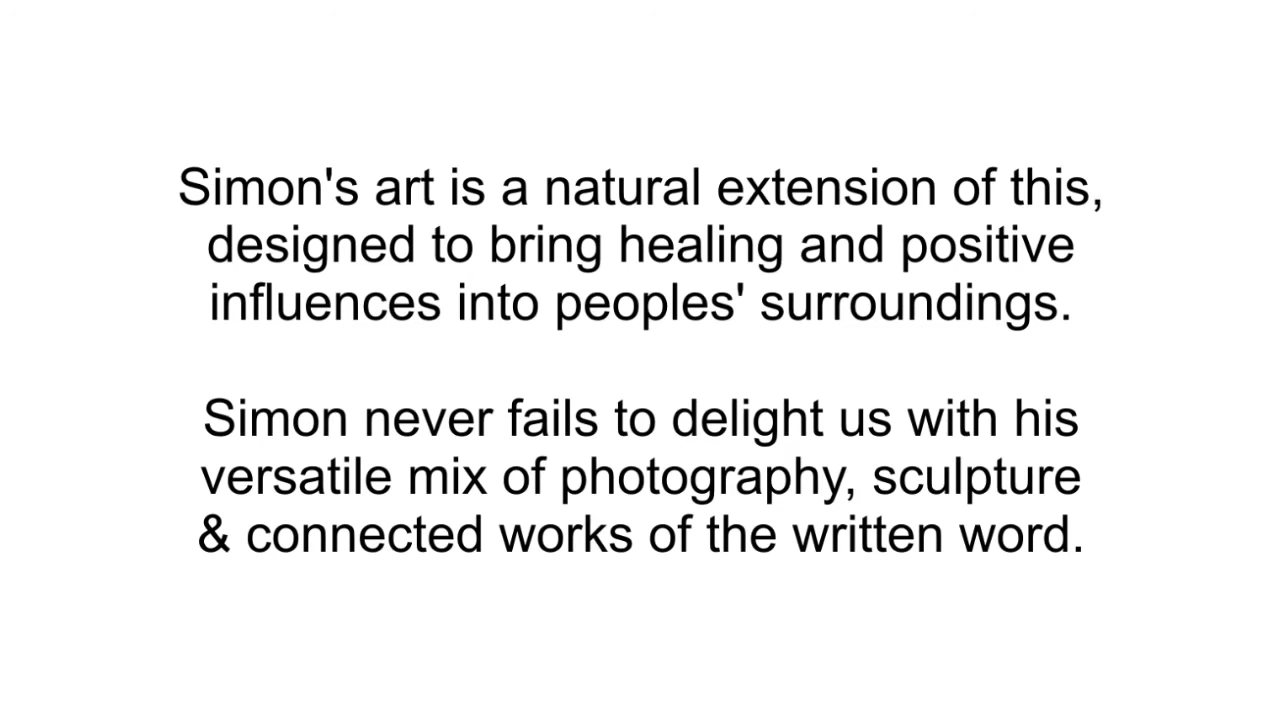 Simon's art is a natural extension of this,
designed to bring healing and positive
influences into peoples' surroundings.
Simon never fails to delight us with his
versatile mix of photography, sculpture
& connected works of the written word.